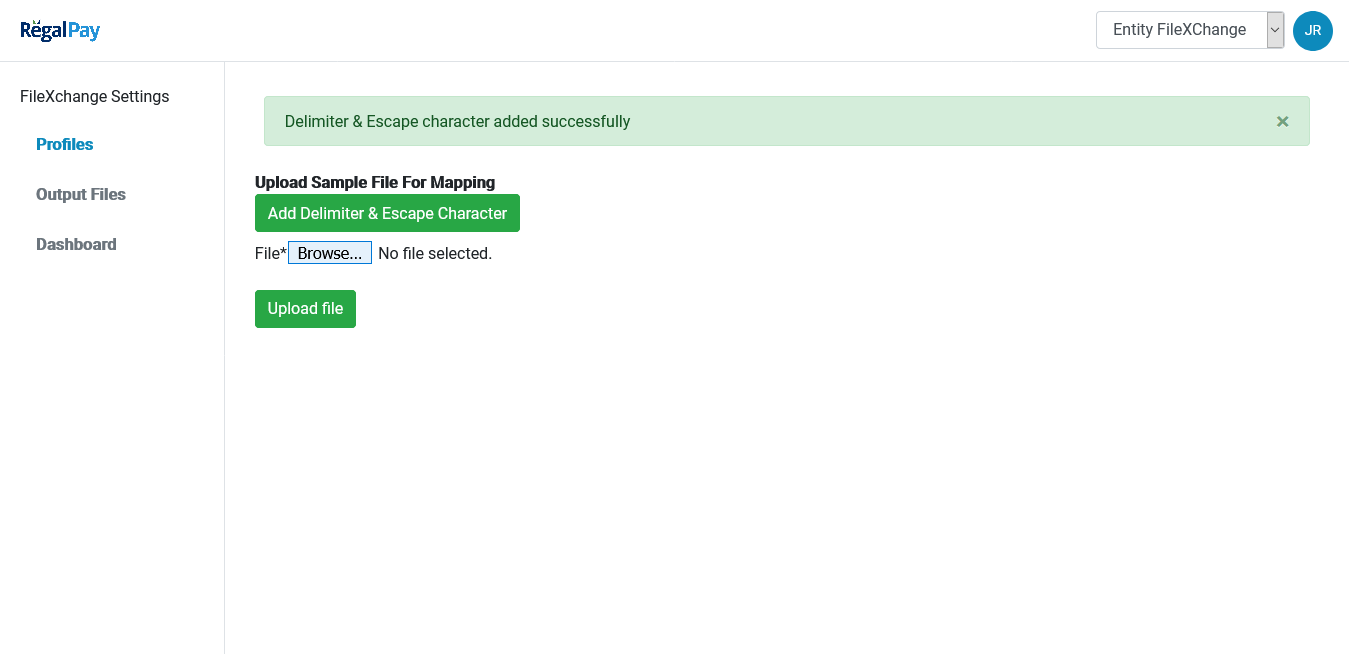 RëgalPay
Entity FileXChange
JR
FileXchange Settings
Profiles
Output Files
Dashboard
Delimiter & Escape character added successfully
×
Upload Sample File For Mapping
Add Delimiter & Escape Character
File* Browse... No file selected.
Upload file